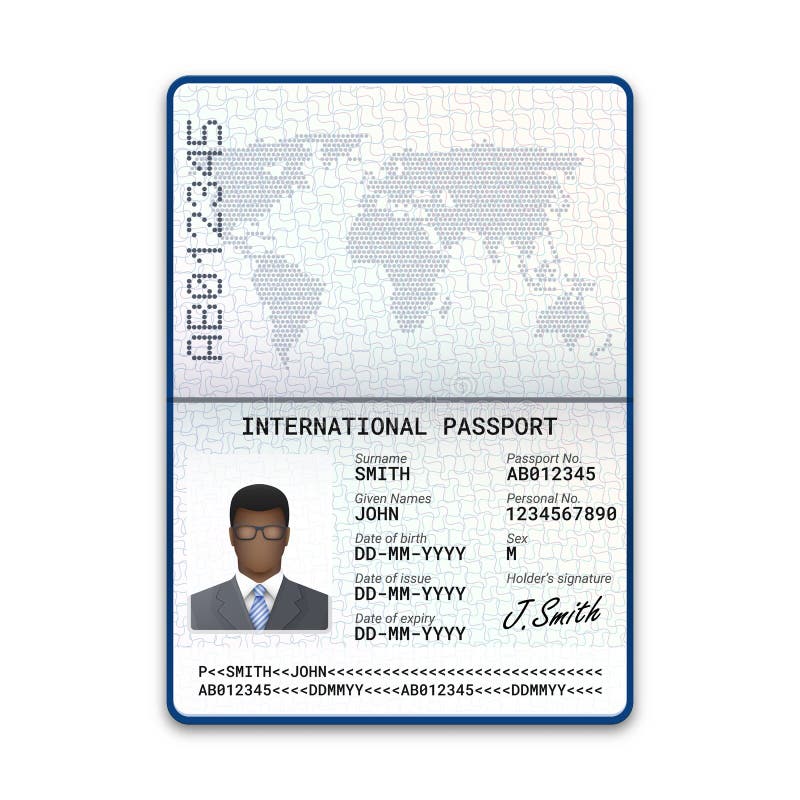 AB012345
INTERNATIONAL PASSPORT
Surname
SMITH
Passport No.
AB012345
Given Names
JOHN
Personal No.
1234567890
Date of birth
DD-MM-YYYY
Sex
M
Date of issue
DD-MM-YYYY
Holder's signature
J. Smith
Date of expiry
DD-MM-YYYY
P<<SMITH<<JOHN<<<<<<<<<<<<<<<<<<<<<<<<<<<<<<
AB012345<<<<DDMMYY<<<<AB012345<<<<DDMMYY<<<<